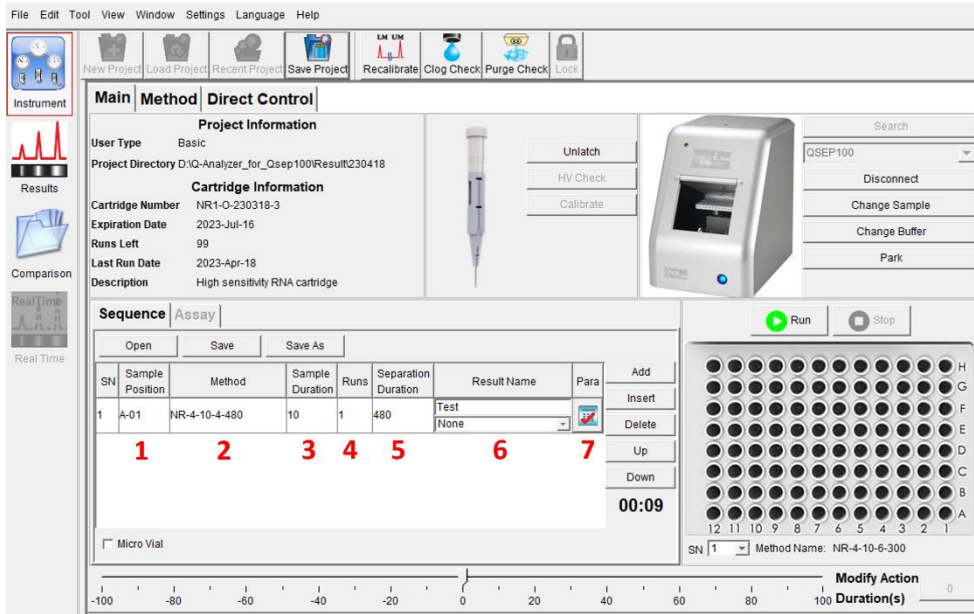 File Edit Tool View Window Settings Language Help
New Project Load Project Recent Project Save Project Recalibrate Clog Check Purge Check Lock
LM UM
Instrument
Results
Comparison
RealTime
Real Time
Main Method Direct Control
Project Information
User Type Basic
Project Directory D:\Q-Analyzer_for_Qsep100\Result\230418
Cartridge Information
Cartridge Number NR1-O-230318-3
Expiration Date 2023-Jul-16
Runs Left 99
Last Run Date 2023-Apr-18
Description High sensitivity RNA cartridge
Unlatch
HV Check
Calibrate
Search
QSEP100
Disconnect
Change Sample
Change Buffer
Park
Sequence Assay
Open Save Save As
SN Sample Position Method Sample Duration Runs Separation Duration Result Name Para
1 A-01 NR-4-10-4-480 10 1 480 Test
None
1 2 3 4 5 6 7
Add
Insert
Delete
Up
Down
00:09
Micro Vial
Run Stop
H
G
F
E
D
C
B
A
12 11 10 9 8 7 6 5 4 3 2 1
SN 1 Method Name: NR-4-10-6-300
-100 -80 -60 -40 -20 0 20 40 60 80 100
Modify Action
Duration(s) 0